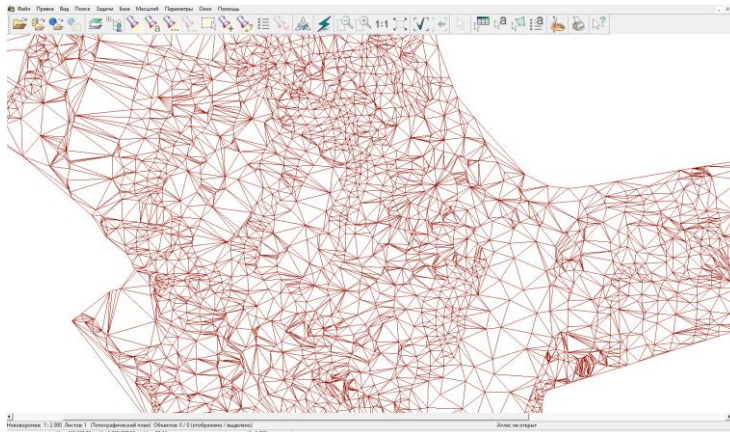 Файл Правка Вид Поиск Задачи База Масштаб Параметры Окно Помощь
1:1
Нововоронеж 1: 2 000 Листов: 1 (Топографический план) Объектов: 0 / 0 (отображено / выделено) Атлас не открыт